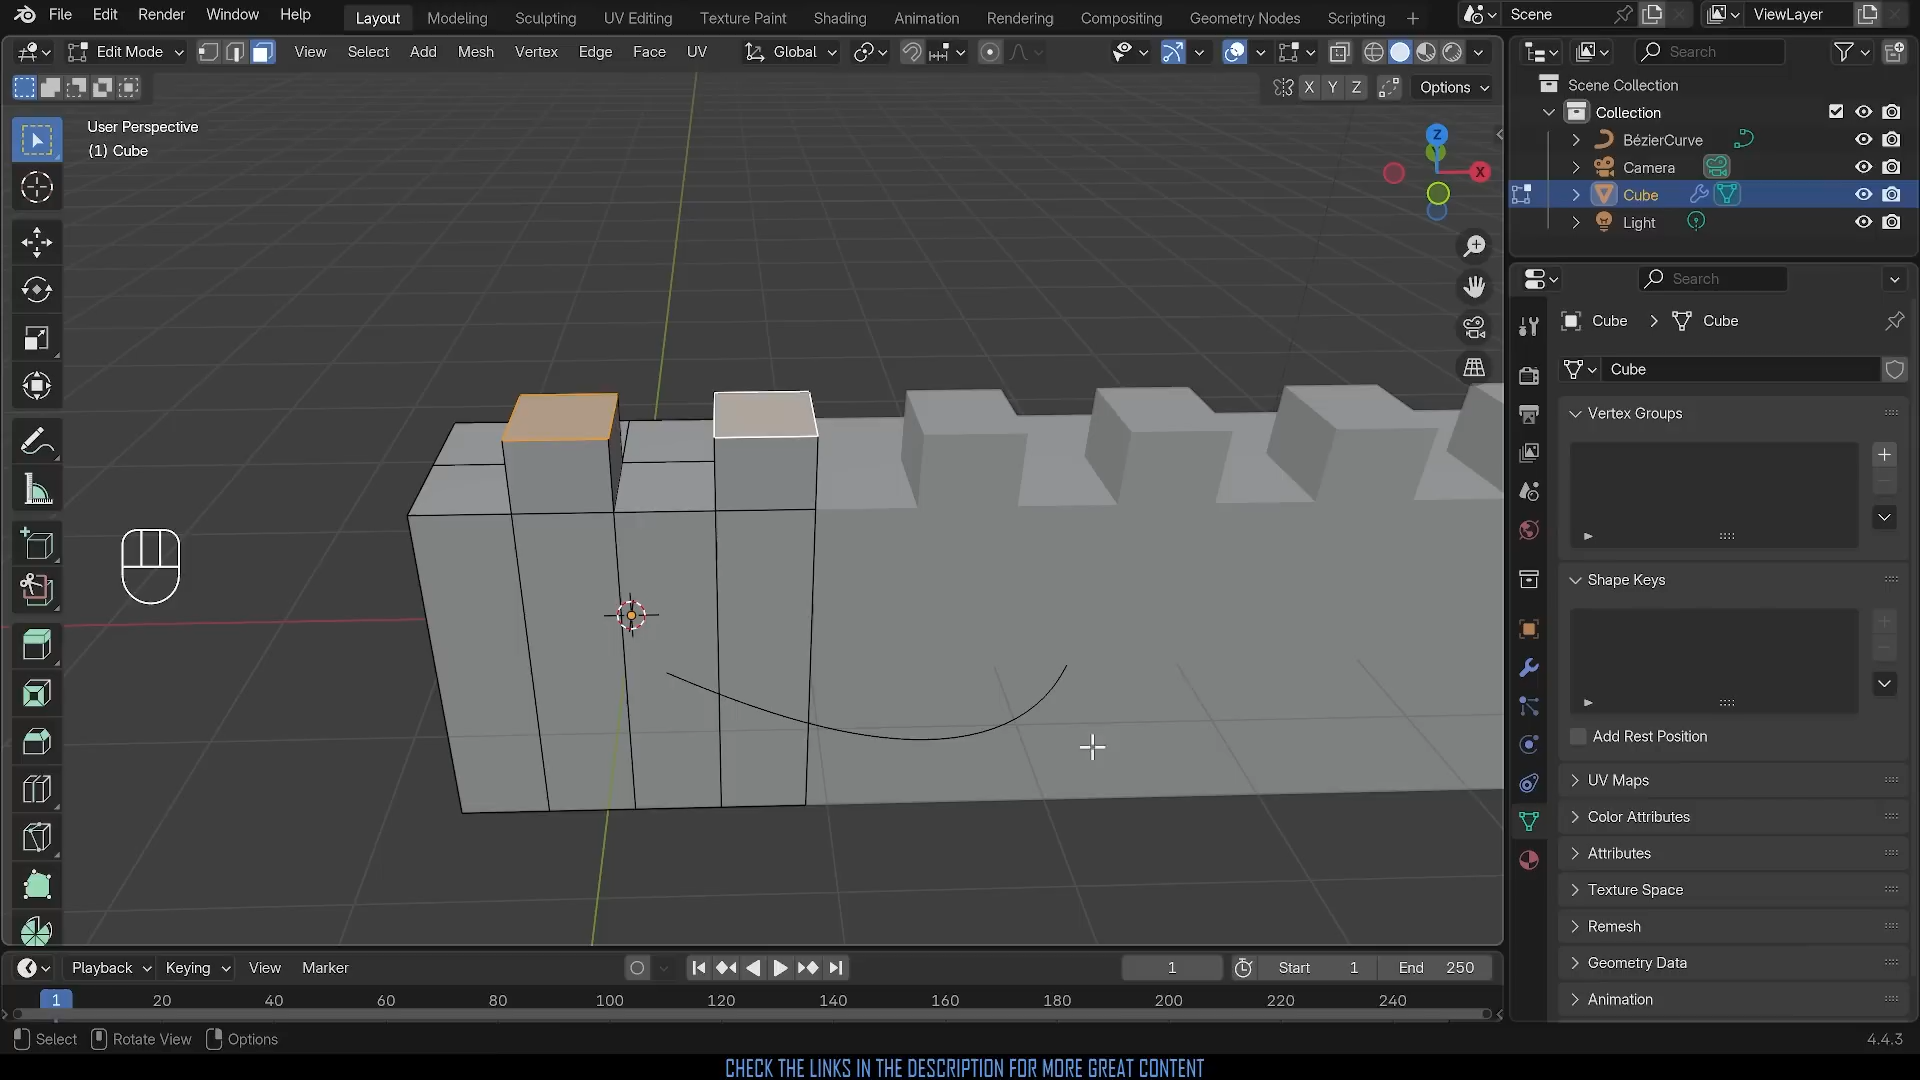 File Edit Render Window Help Layout Modeling Sculpting UV Editing Texture Paint Shading Animation Rendering Compositing Geometry Nodes Scripting + Scene ViewLayer
Edit Mode View Select Add Mesh Vertex Edge Face UV Global Search
X Y Z Options
Scene Collection
Collection
BézierCurve
Camera
Cube
Light
User Perspective
(1) Cube
Z
X
Search
Cube > Cube
Cube
Vertex Groups
Shape Keys
Add Rest Position
UV Maps
Color Attributes
Attributes
Texture Space
Remesh
Geometry Data
Animation
Playback Keying View Marker 1 Start 1 End 250
1 20 40 60 80 100 120 140 160 180 200 220 240
Select Rotate View Options 4.4.3
CHECK THE LINKS IN THE DESCRIPTION FOR MORE GREAT CONTENT